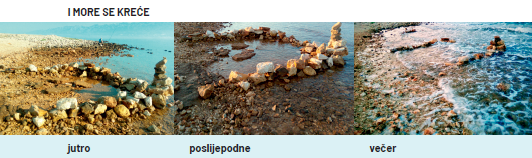 I MORE SE KREĆE
jutro
poslijepodne
večer